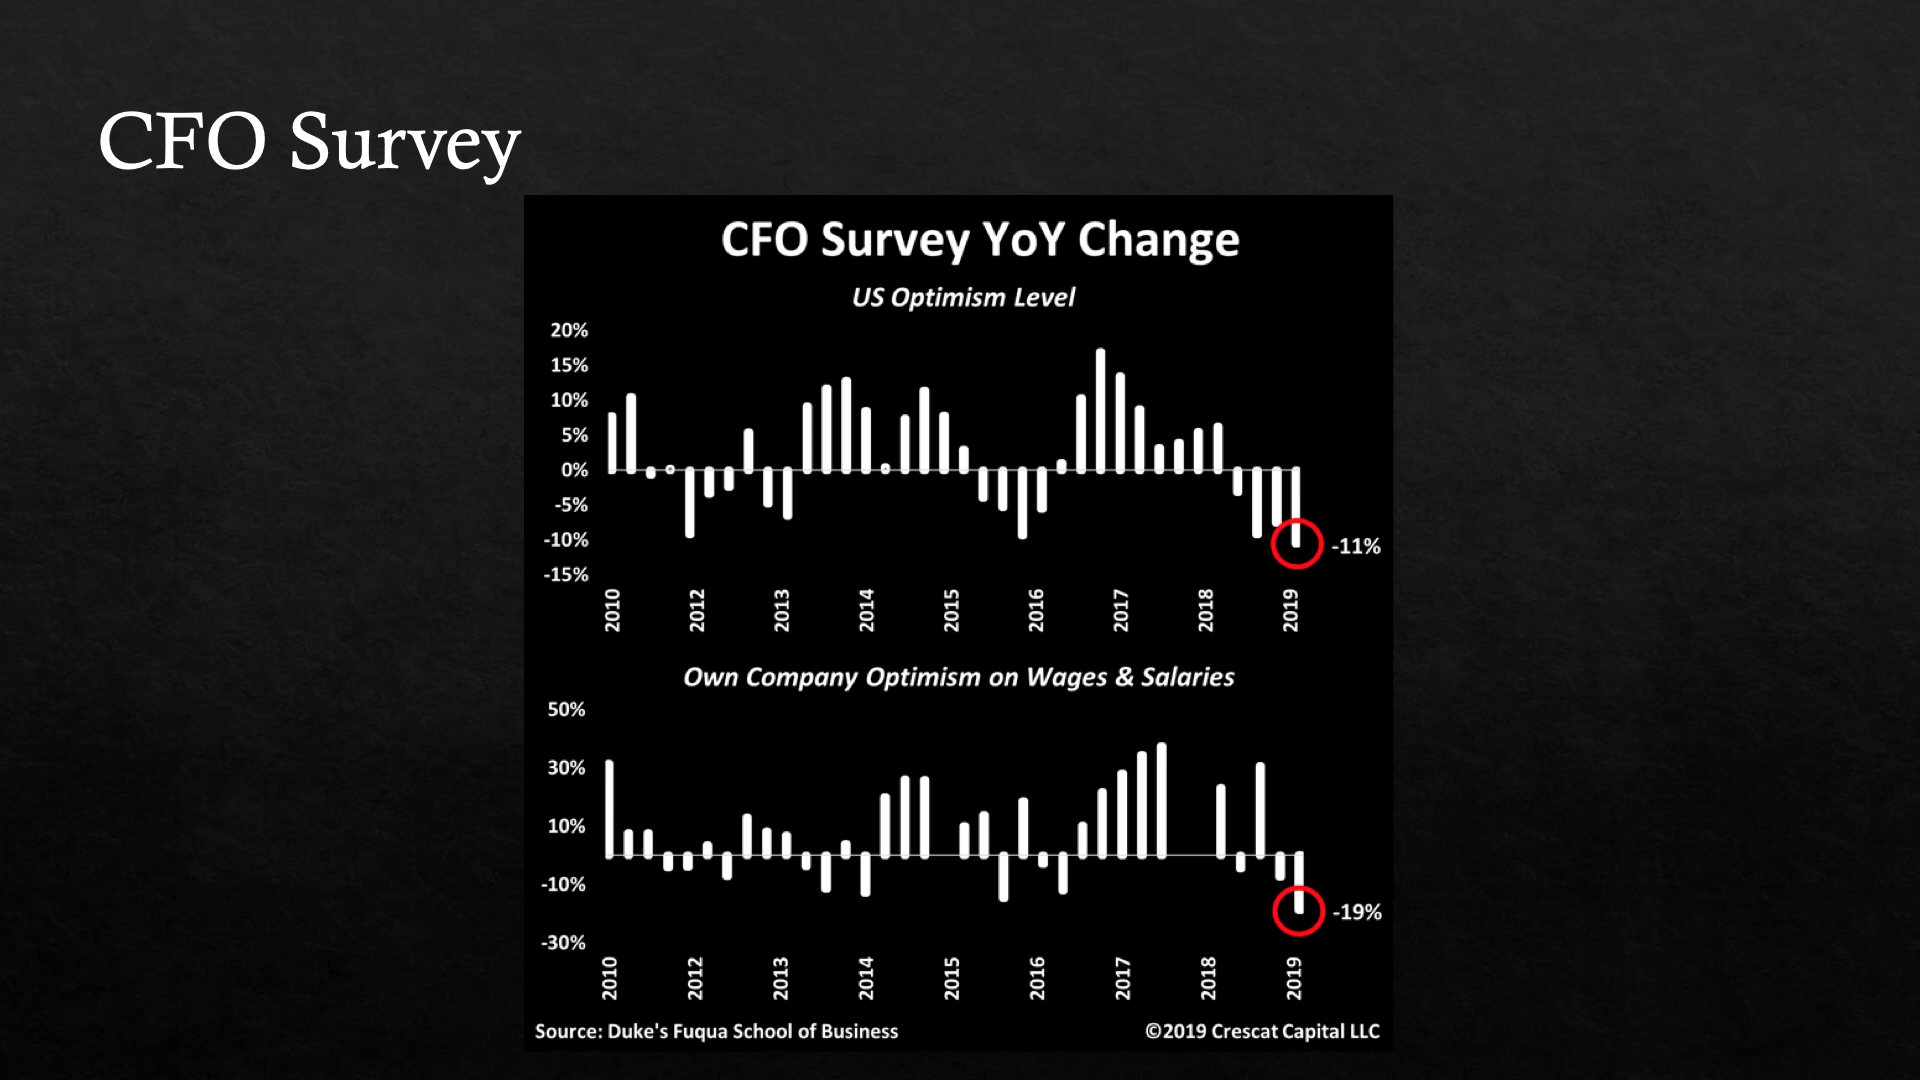 CFO Survey
CFO Survey YoY Change
US Optimism Level
20%
15%
10%
5%
0%
-5%
-10%
-15%
-11%
2010 2012 2013 2014 2015 2016 2017 2018 2019
Own Company Optimism on Wages & Salaries
50%
30%
10%
-10%
-30%
-19%
2010 2012 2013 2014 2015 2016 2017 2018 2019
Source: Duke's Fuqua School of Business ©2019 Crescat Capital LLC